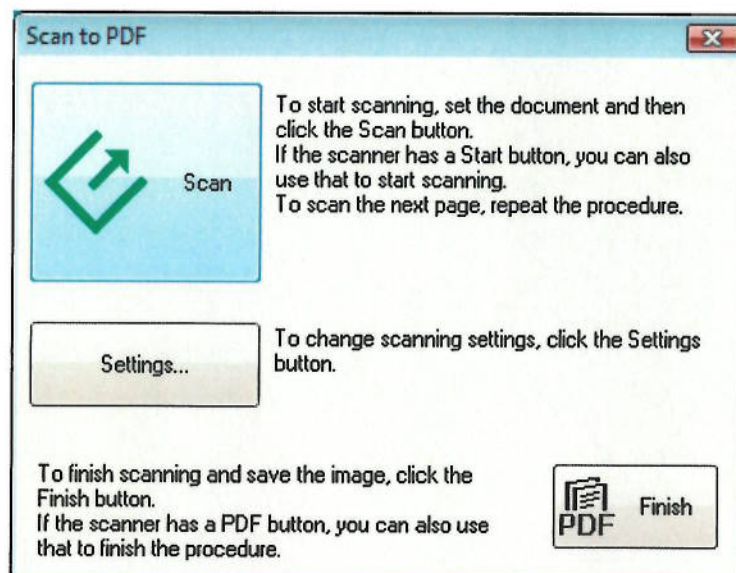 Scan to PDF
Scan
To start scanning, set the document and then
click the Scan button.
If the scanner has a Start button, you can also
use that to start scanning.
To scan the next page, repeat the procedure.
Settings...
To change scanning settings, click the Settings
button.
To finish scanning and save the image, click the
Finish button.
If the scanner has a PDF button, you can also use
that to finish the procedure.
PDF
Finish